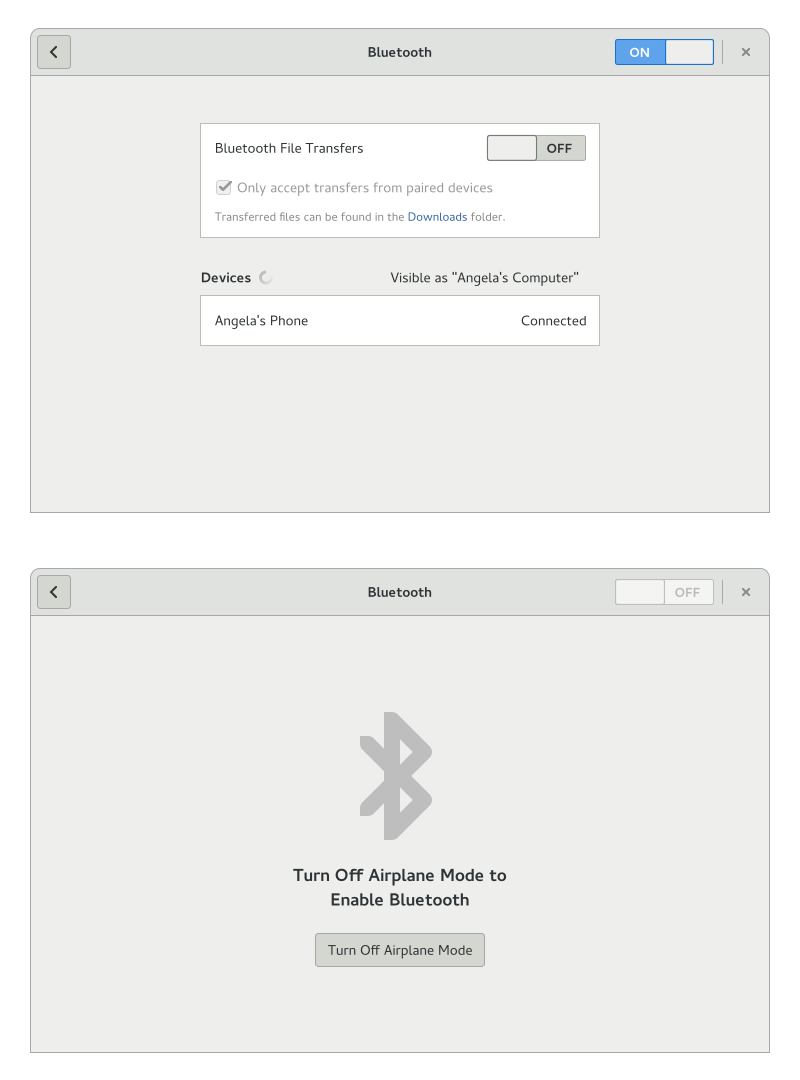 Bluetooth
ON
Bluetooth File Transfers
OFF
Only accept transfers from paired devices
Transferred files can be found in the Downloads folder.
Devices
Visible as "Angela's Computer"
Angela's Phone
Connected
Bluetooth
OFF
Turn Off Airplane Mode to
Enable Bluetooth
Turn Off Airplane Mode